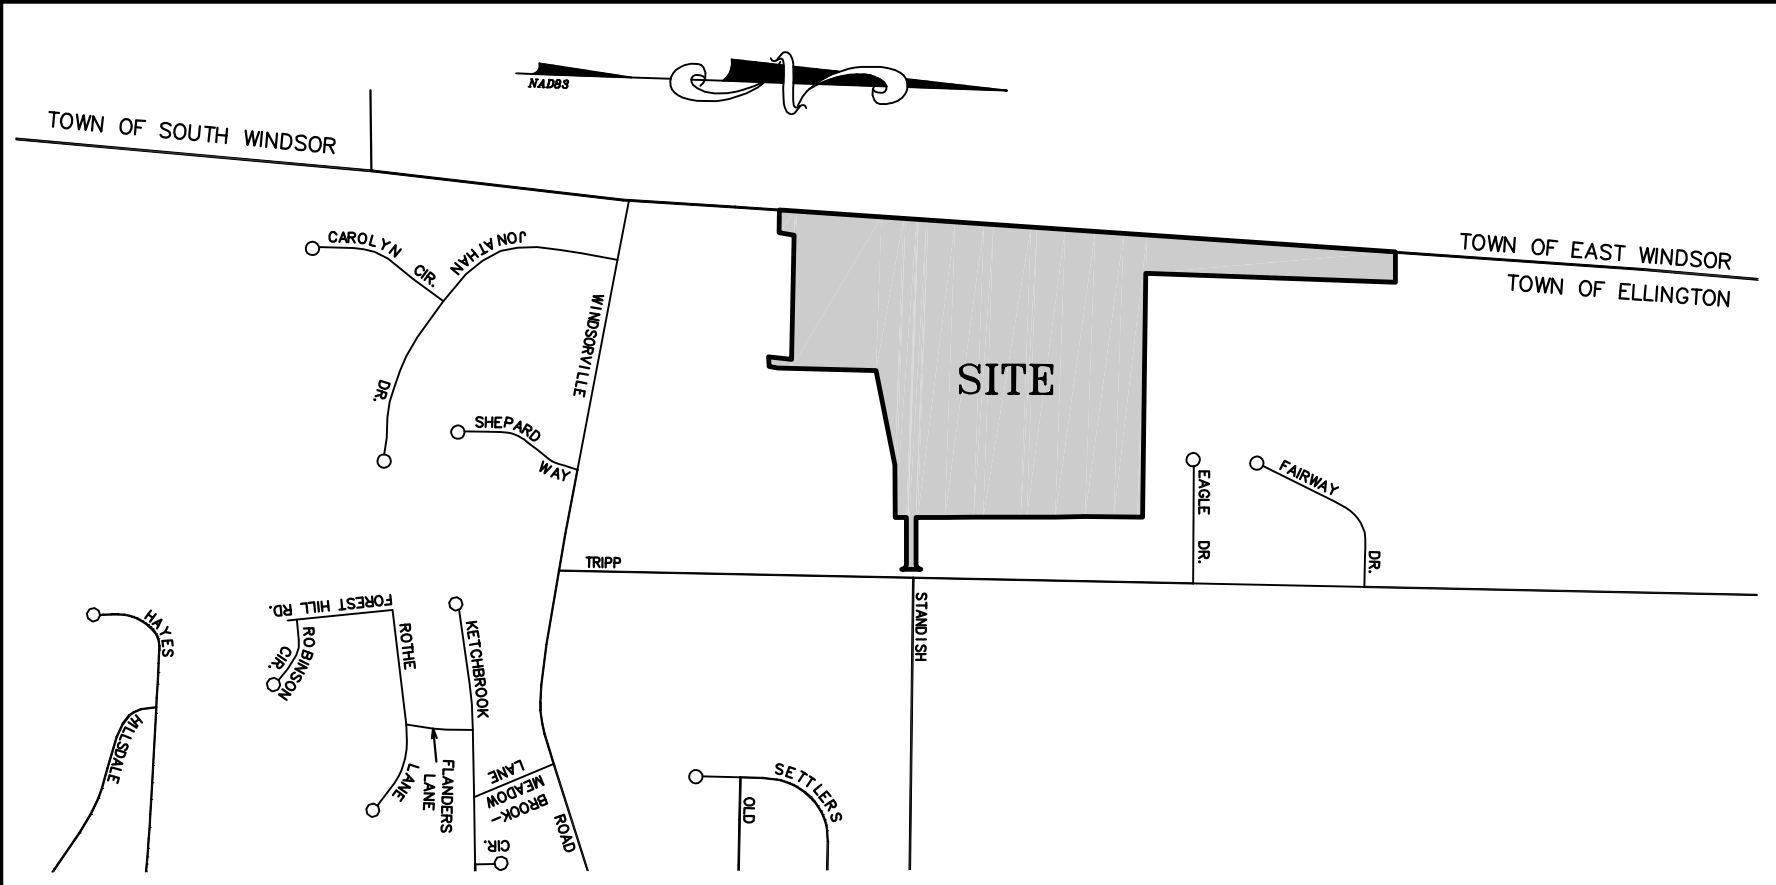 NAD83
TOWN OF SOUTH WINDSOR
TOWN OF EAST WINDSOR
TOWN OF ELLINGTON
CAROLYN
CIR.
JONATHAN
DR.
WINDSORVILLE
SHEPARD
WAY
SITE
EAGLE DR.
FAIRWAY
DR.
TRIPP
STANDISH
HAYES
HILLSDALE
FOREST HILL RD.
ROBINSON
CIR.
ROTHE
LANE
KETCHBROOK
FLANDERS
LANE
BROOK-
MEADOW
LANE
CIR.
ROAD
SETTLERS
OLD